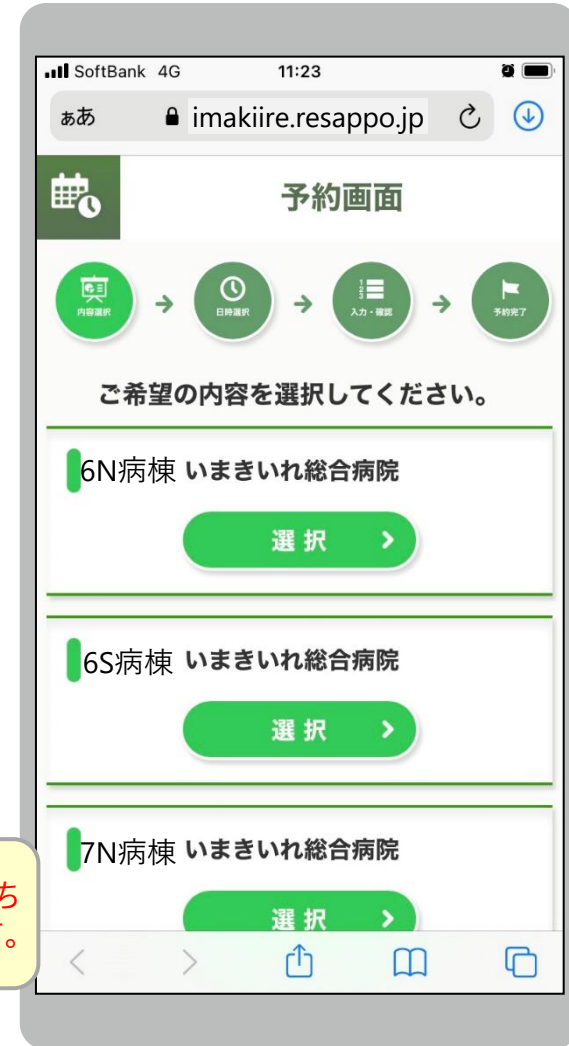 SoftBank 4G 11:23
ぁあ imakiire.resappo.jp
予約画面
内容選択 → 日時選択 → 入力・確認 → 予約完了
ご希望の内容を選択してください。
6N病棟 いまきいれ総合病院
選択
6S病棟 いまきいれ総合病院
選択
7N病棟 いまきいれ総合病院
選択
ち
。